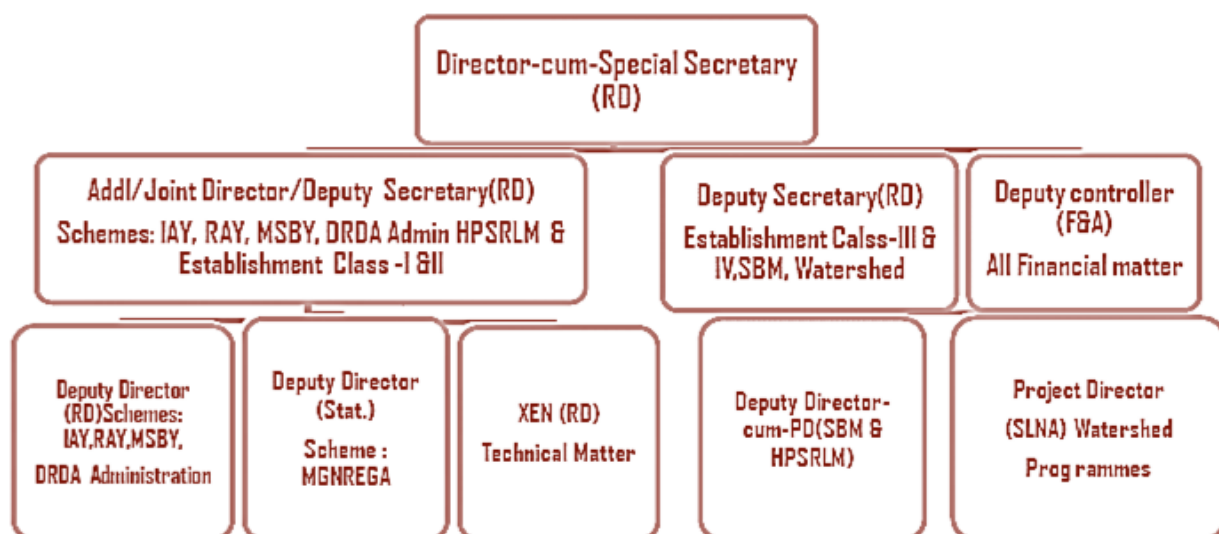 Director-cum-Special Secretary
(RD)
Addl/Joint Director/Deputy Secretary(RD)
Schemes: IAY, RAY, MSBY, DRDA Admin HPSRLM &
Establishment Class -I &II
Deputy Secretary(RD)
Establishment Calss-III &
IV,SBM, Watershed
Deputy controller
(F&A)
All Financial matter
Deputy Director
(RD)Schemes:
IAY,RAY,MSBY,
DRDA Administration
Deputy Director
(Stat.)
Scheme :
MGNREGA
XEN (RD)
Technical Matter
Deputy Director-
cum-PD(SBM &
HPSRLM)
Project Director
(SLNA) Watershed
Programmes